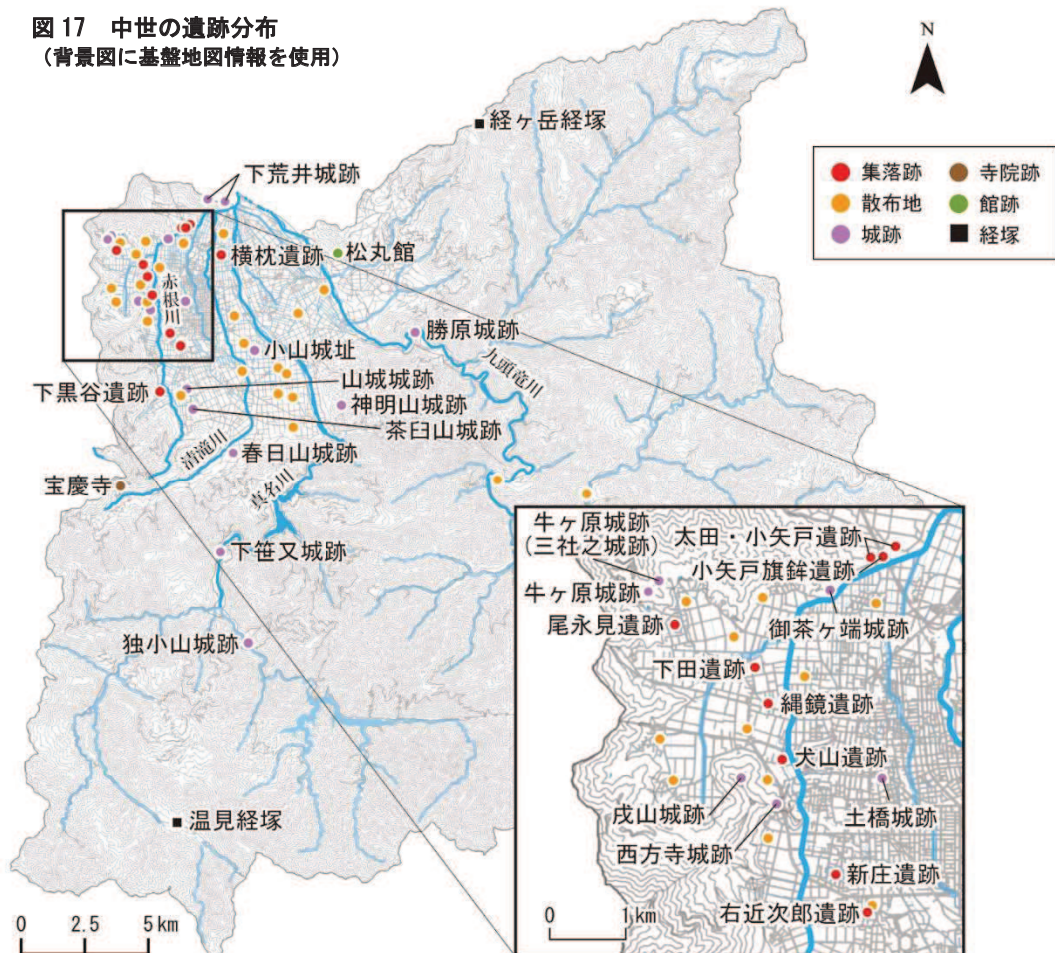 図17 中世の遺跡分布
（背景図に基盤地図情報を使用）
N
経ヶ岳経塚
集落跡
寺院跡
散布地
館跡
城跡
経塚
下荒井城跡
横枕遺跡
松丸館
赤根川
勝原城跡
小山城址
九頭竜川
山城城跡
下黒谷遺跡
神明山城跡
茶臼山城跡
清滝川
春日山城跡
真名川
宝慶寺
下笹又城跡
独小山城跡
温見経塚
0 2.5 5km
牛ヶ原城跡
(三社之城跡)
太田・小矢戸遺跡
小矢戸旗鉾遺跡
牛ヶ原城跡
尾永見遺跡
御茶ヶ端城跡
下田遺跡
縄鏡遺跡
犬山遺跡
戌山城跡
土橋城跡
西方寺城跡
新庄遺跡
右近次郎遺跡
0 1km